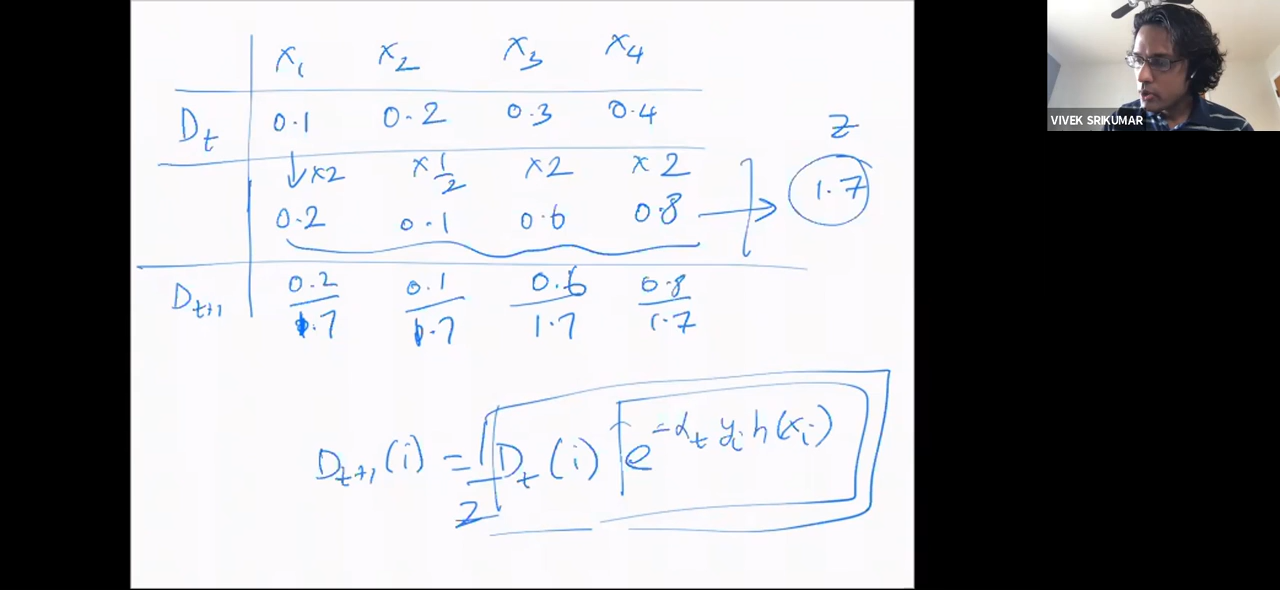 x₁ x₂ x₃ x₄
Dₜ 0.1 0.2 0.3 0.4
↓x2 x 1/2 x2 x 2
0.2 0.1 0.6 0.8 → 1.7
z
Dₜ₊₁ 0.2/1.7 0.1/1.7 0.6/1.7 0.8/1.7
Dₜ₊₁(i) = 1/z Dₜ(i) e^(-αₜ yᵢ h(xᵢ))
VIVEK SRIKUMAR